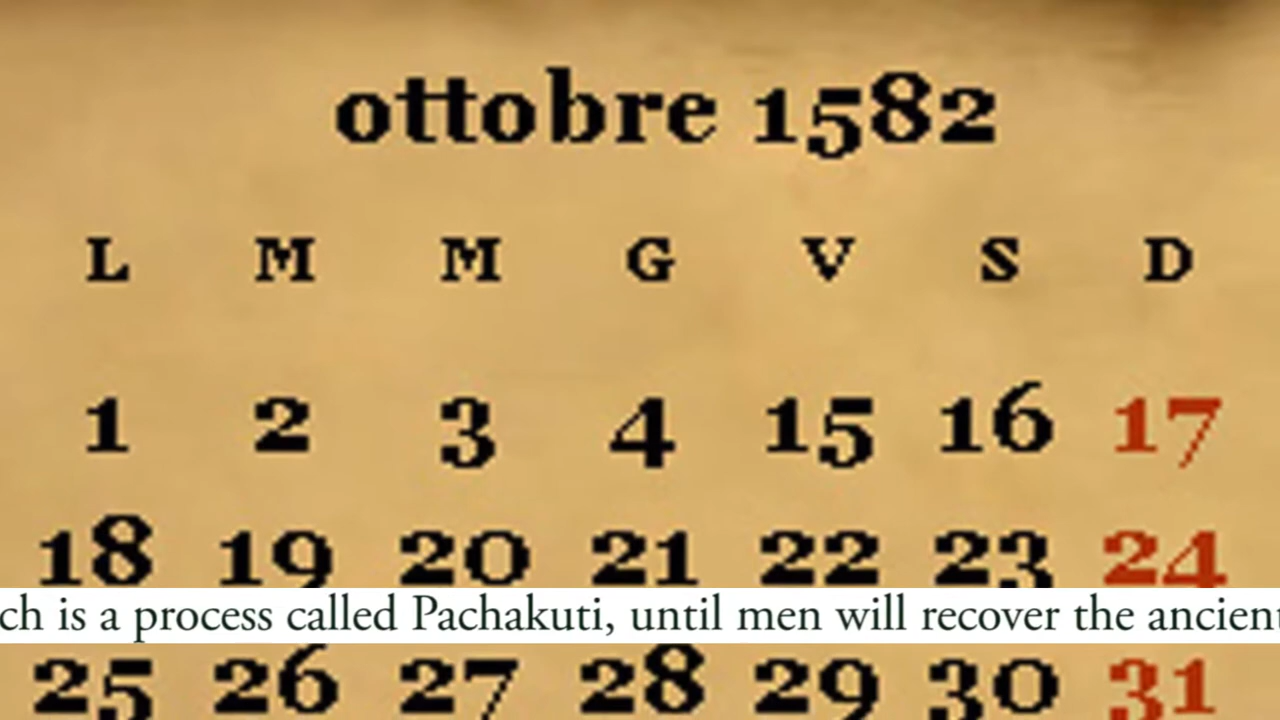 ottobre 1582
L M M G V S D
1 2 3 4 15 16 17
18 19 20 21 22 23 24
ch is a process called Pachakuti, until men will recover the ancient
25 26 27 28 29 30 31